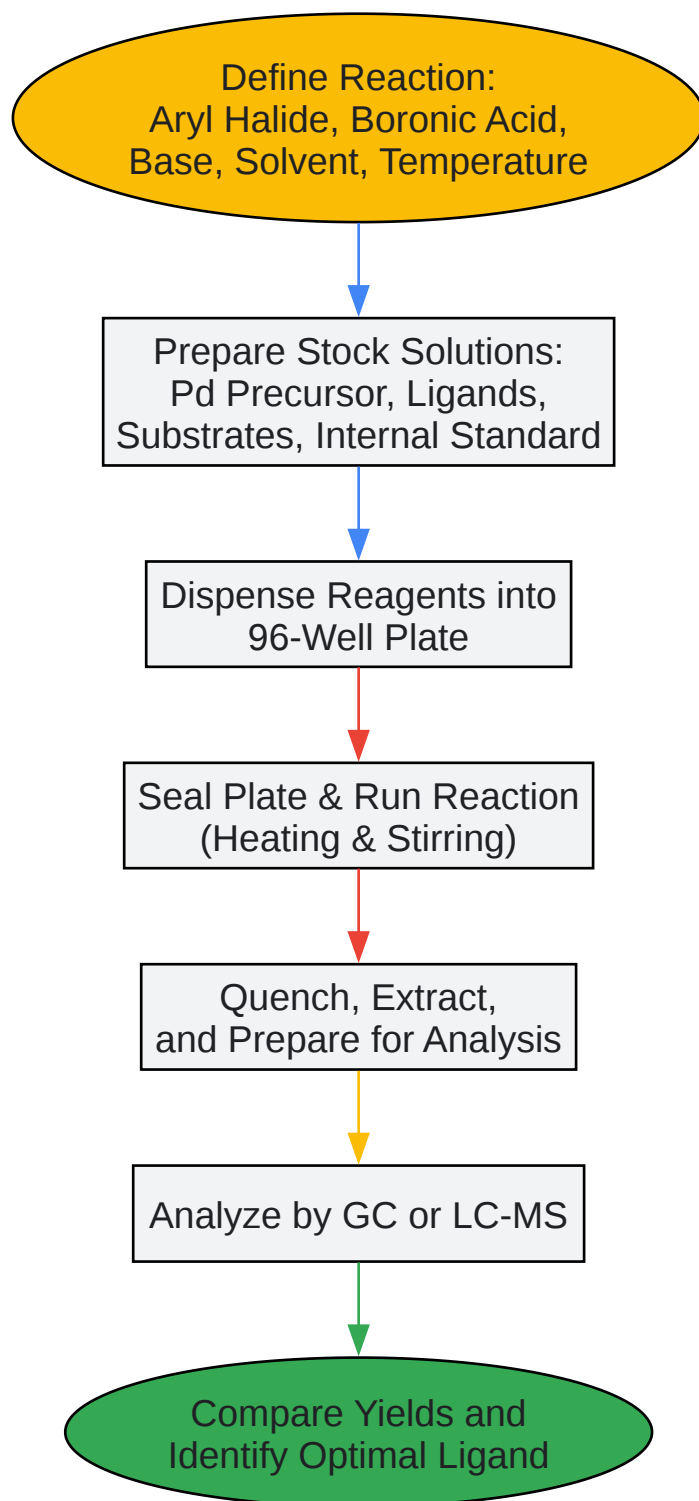 Define Reaction:
Aryl Halide, Boronic Acid,
Base, Solvent, Temperature
Prepare Stock Solutions:
Pd Precursor, Ligands,
Substrates, Internal Standard
Dispense Reagents into
96-Well Plate
Seal Plate & Run Reaction
(Heating & Stirring)
Quench, Extract,
and Prepare for Analysis
Analyze by GC or LC-MS
Compare Yields and
Identify Optimal Ligand